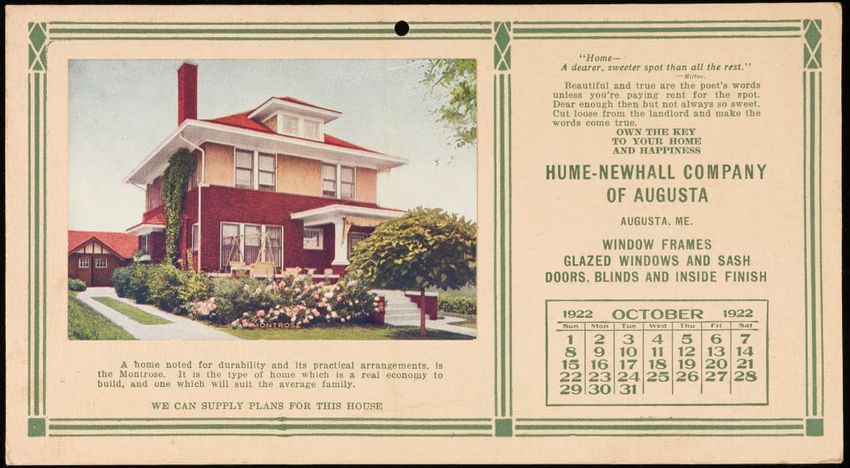 MONTROSE
A home noted for durability and its practical arrangements, is
the Montrose. It is the type of home which is a real economy to
build, and one which will suit the average family.
WE CAN SUPPLY PLANS FOR THIS HOUSE
"Home—
A dearer, sweeter spot than all the rest."
—Milton.
Beautiful and true are the poet's words
unless you're paying rent for the spot.
Dear enough then but not always so sweet.
Cut loose from the landlord and make the
words come true.
OWN THE KEY
TO YOUR HOME
AND HAPPINESS
HUME-NEWHALL COMPANY
OF AUGUSTA
AUGUSTA, ME.
WINDOW FRAMES
GLAZED WINDOWS AND SASH
DOORS, BLINDS AND INSIDE FINISH
1922 OCTOBER 1922
Sun Mon Tue Wed Thu Fri Sat
1 2 3 4 5 6 7
8 9 10 11 12 13 14
15 16 17 18 19 20 21
22 23 24 25 26 27 28
29 30 31